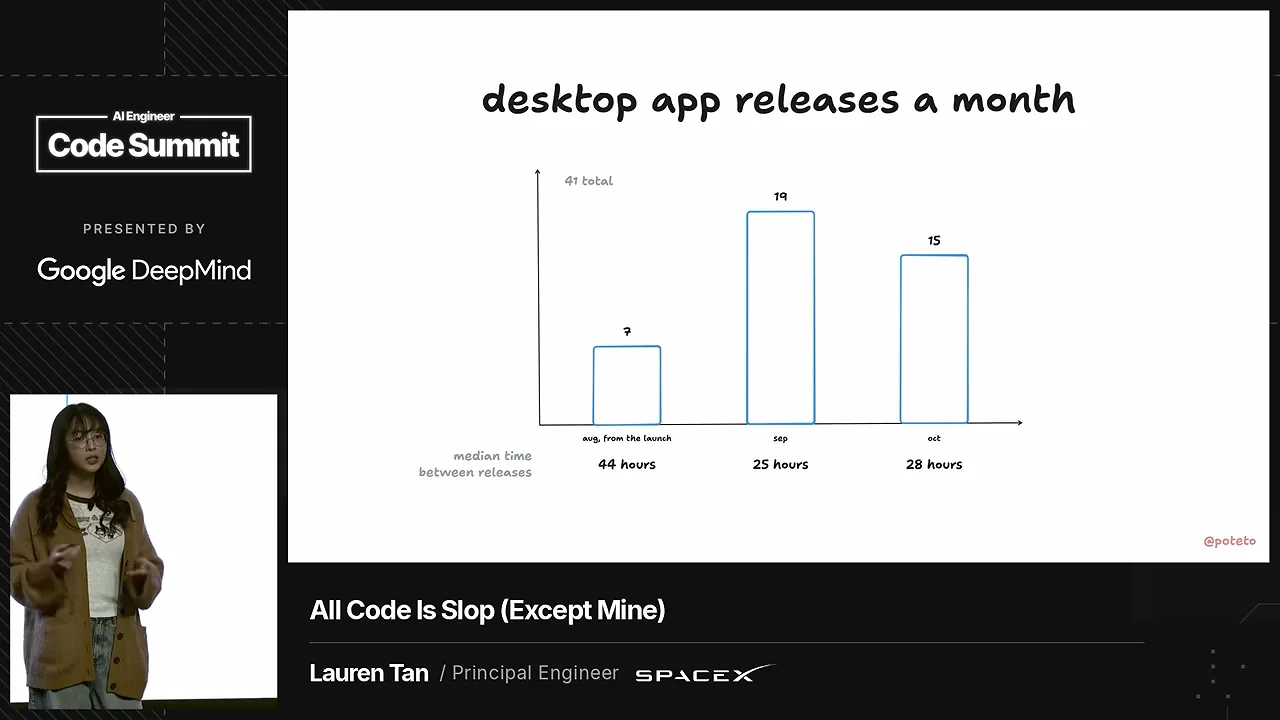 AI Engineer
Code Summit
PRESENTED BY
Google DeepMind
desktop app releases a month
41 total
7
19
15
aug, from the launch
sep
oct
median time
between releases
44 hours
25 hours
28 hours
@poteto
All Code Is Slop (Except Mine)
Lauren Tan / Principal Engineer SPACEX